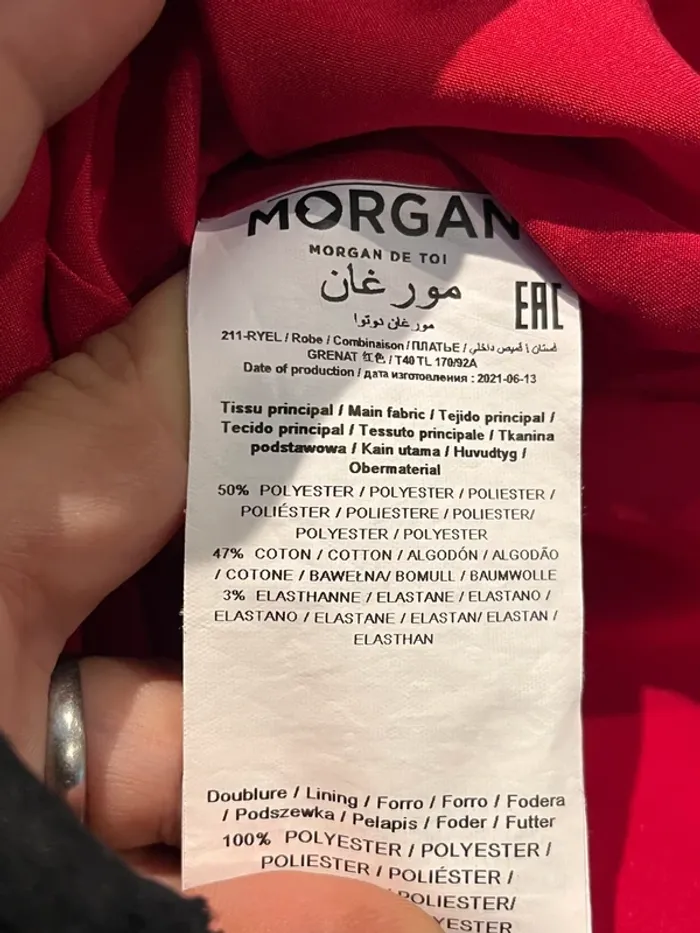 MORGAN
MORGAN DE TOI
مورغان
مورغان دوتوا
EAC
211-RYEL / Robe / Combinaison / ПЛАТЬЕ / فستان / قميص داخلي
GRENAT 红色 / T40 TL 170/92A
Date of production / дата изготовления : 2021-06-13
Tissu principal / Main fabric / Tejido principal /
Tecido principal / Tessuto principale / Tkanina
podstawowa / Kain utama / Huvudtyg /
Obermaterial
50% POLYESTER / POLYESTER / POLIESTER /
POLIÉSTER / POLIESTERE / POLIESTER/
POLYESTER / POLYESTER
47% COTON / COTTON / ALGODÓN / ALGODÃO
/ COTONE / BAWEŁNA/ BOMULL / BAUMWOLLE
3% ELASTHANNE / ELASTANE / ELASTANO /
ELASTANO / ELASTANE / ELASTAN/ ELASTAN /
ELASTHAN
Doublure / Lining / Forro / Forro / Fodera
/ Podszewka / Pelapis / Foder / Futter
100% POLYESTER / POLYESTER /
POLIESTER / POLIÉSTER /
POLIESTER/
YESTER